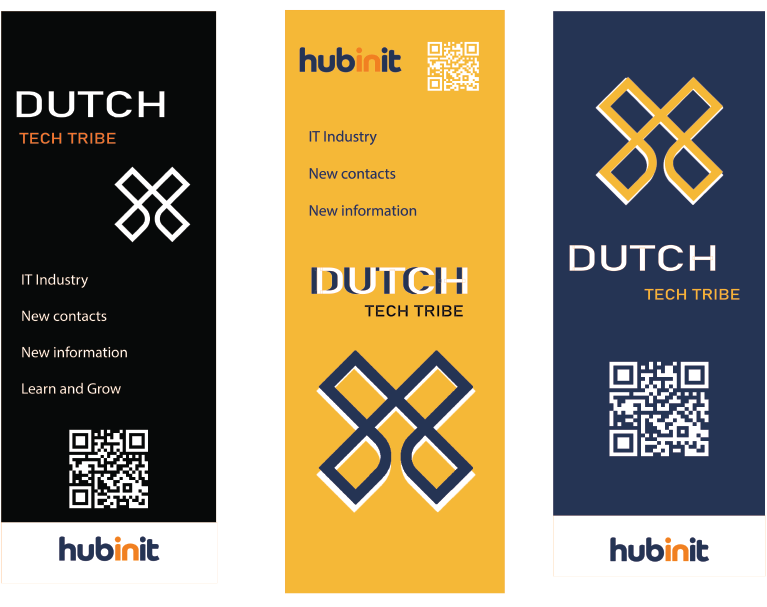 DUTCH
TECH TRIBE
IT Industry
New contacts
New information
Learn and Grow
hubinit
hubinit
IT Industry
New contacts
New information
DUTCH
TECH TRIBE
DUTCH
TECH TRIBE
hubinit